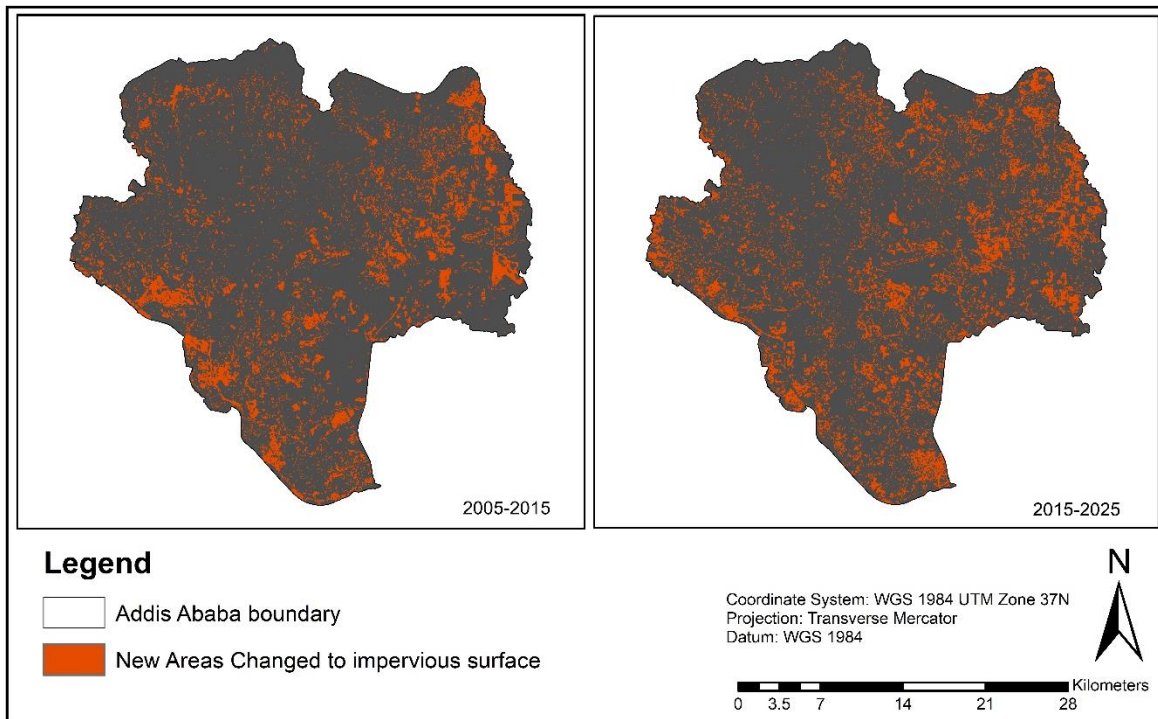 2005-2015
2015-2025
Legend
Addis Ababa boundary
New Areas Changed to impervious surface
Coordinate System: WGS 1984 UTM Zone 37N
Projection: Transverse Mercator
Datum: WGS 1984
N
Kilometers
0 3.5 7 14 21 28